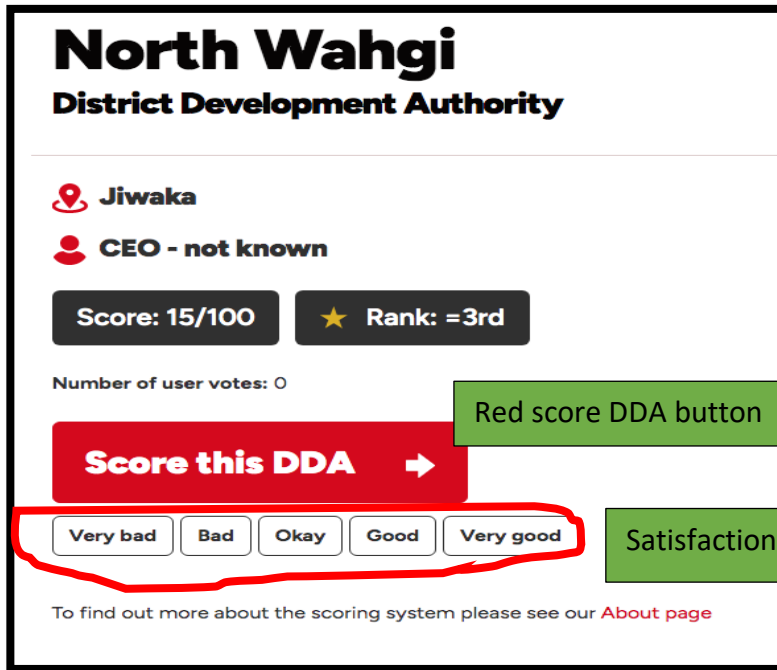 North Wahgi
District Development Authority
Jiwaka
CEO - not known
Score: 15/100 Rank: =3rd
Number of user votes: 0
Red score DDA button
Score this DDA
Very bad Bad Okay Good Very good
Satisfaction
To find out more about the scoring system please see our About page